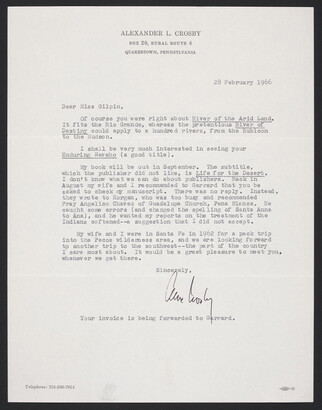 ALEXANDER L. CROSBY
BOX 29, RURAL ROUTE 4
QUAKERTOWN, PENNSYLVANIA
28 February 1966
Dear Miss Gilpin,
Of course you were right about River of the Arid Land.
It fits the Rio Grande, whereas the pretentious River of
Destiny could apply to a hundred rivers, from the Rubicon
to the Hudson.
I shall be very much interested in seeing your
Enduring Navaho (a good title).
My book will be out in September. The subtitle,
which the publisher did not like, is Life for the Desert.
I don't know what we can do about publishers. Back in
August my wife and I recommended to Garrard that you be
asked to check my manuscript. There was no reply. Instead,
they wrote to Horgan, who was too busy and recommended
Fray Angelico Chavez of Guadalupe Church, Pena Blanca. He
caught some errors (and changed the spelling of Santa Anna
to Ana), and he wanted my reports on the treatment of the
Indians softened--a suggestion that I did not accept.
My wife and I were in Santa Fe in 1962 for a pack trip
into the Pecos wilderness area, and we are looking forward
to another trip to the southwest--the part of the country
I care most about. It would be a great pleasure to meet you,
whenever we get there.
Sincerely,
Your invoice is being forwarded to Garrard.
Telephone: